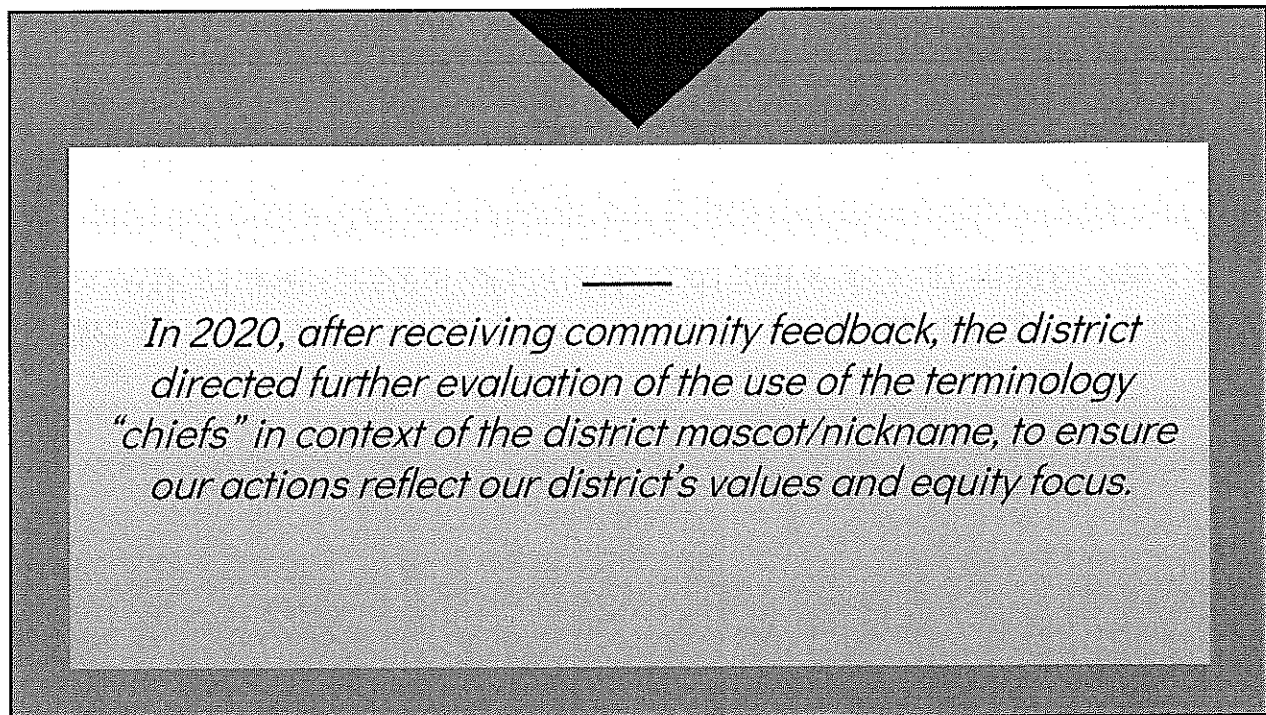 In 2020, after receiving community feedback, the district
directed further evaluation of the use of the terminology
“chiefs” in context of the district mascot/nickname, to ensure
our actions reflect our district’s values and equity focus.